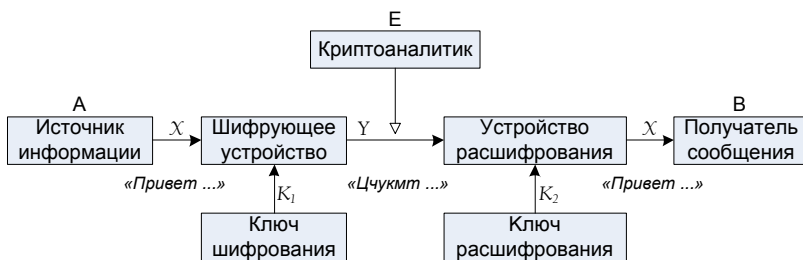 E
Криптоаналитик
A
B
Источник
информации
X
Шифрующее
устройство
Y
Устройство
расшифрования
X
Получатель
сообщения
«Привет ...»
K1
«Цчукмт ...»
K2
«Привет ...»
Ключ
шифрования
Ключ
расшифрования